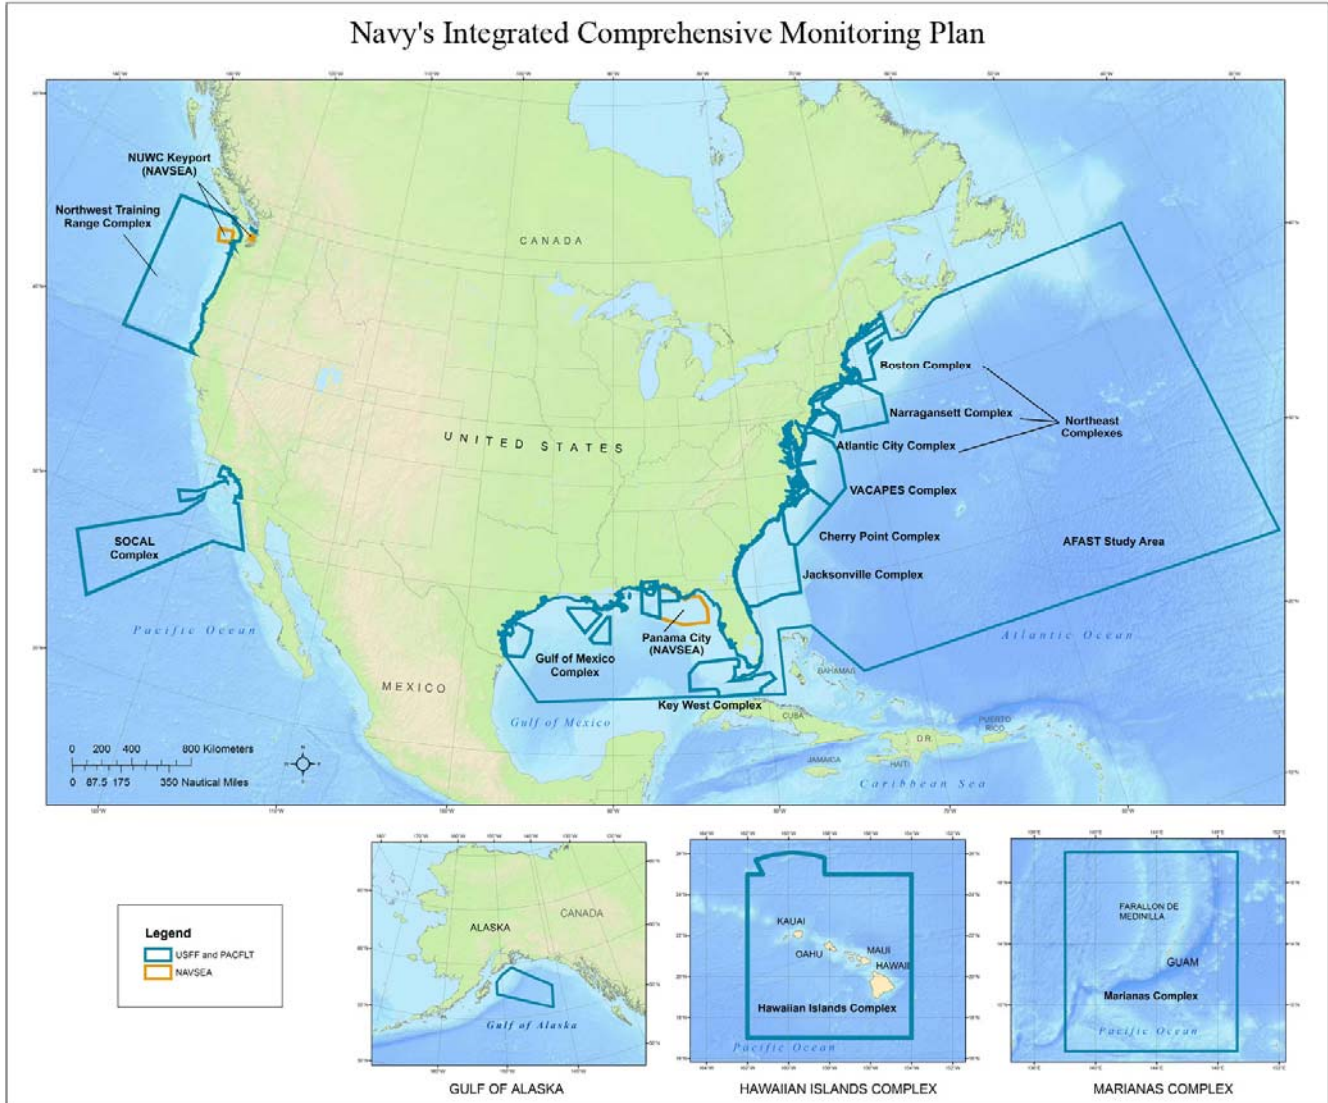 Navy's Integrated Comprehensive Monitoring Plan
NUWC Keyport
(NAVSEA)
Northwest Training
Range Complex
CANADA
Boston Complex
Narragansett Complex
Northeast
Complexes
Atlantic City Complex
UNITED STATES
VACAPES Complex
Cherry Point Complex
AFAST Study Area
SOCAL
Complex
Jacksonville Complex
Pacific Ocean
Panama City
(NAVSEA)
Atlantic Ocean
Gulf of Mexico
Complex
BAHAMAS
MEXICO
Key West Complex
Gulf of Mexico
CUBA
PUERTO
RICO
D.R.
HAITI
JAMAICA
Caribbean Sea
0 200 400 800 Kilometers
0 87.5 175 350 Nautical Miles
Legend
USFF and PACFLT
NAVSEA
ALASKA
CANADA
Gulf of Alaska
GULF OF ALASKA
KAUAI
OAHU
MAUI
HAWAII
Hawaiian Islands Complex
Pacific Ocean
HAWAIIAN ISLANDS COMPLEX
FARALLON DE
MEDINILLA
GUAM
Marianas Complex
Pacific Ocean
MARIANAS COMPLEX